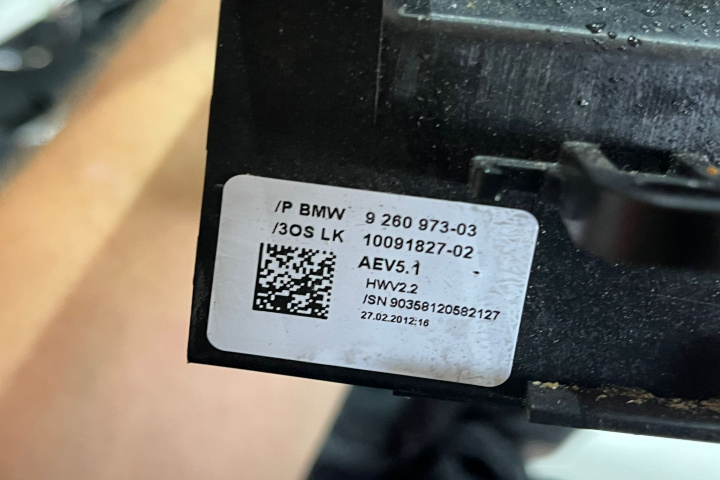 /P BMW 9 260 973-03
/3OS LK 10091827-02
AEV5.1
HWV2.2
/SN 90358120582127
27.02.2012:16